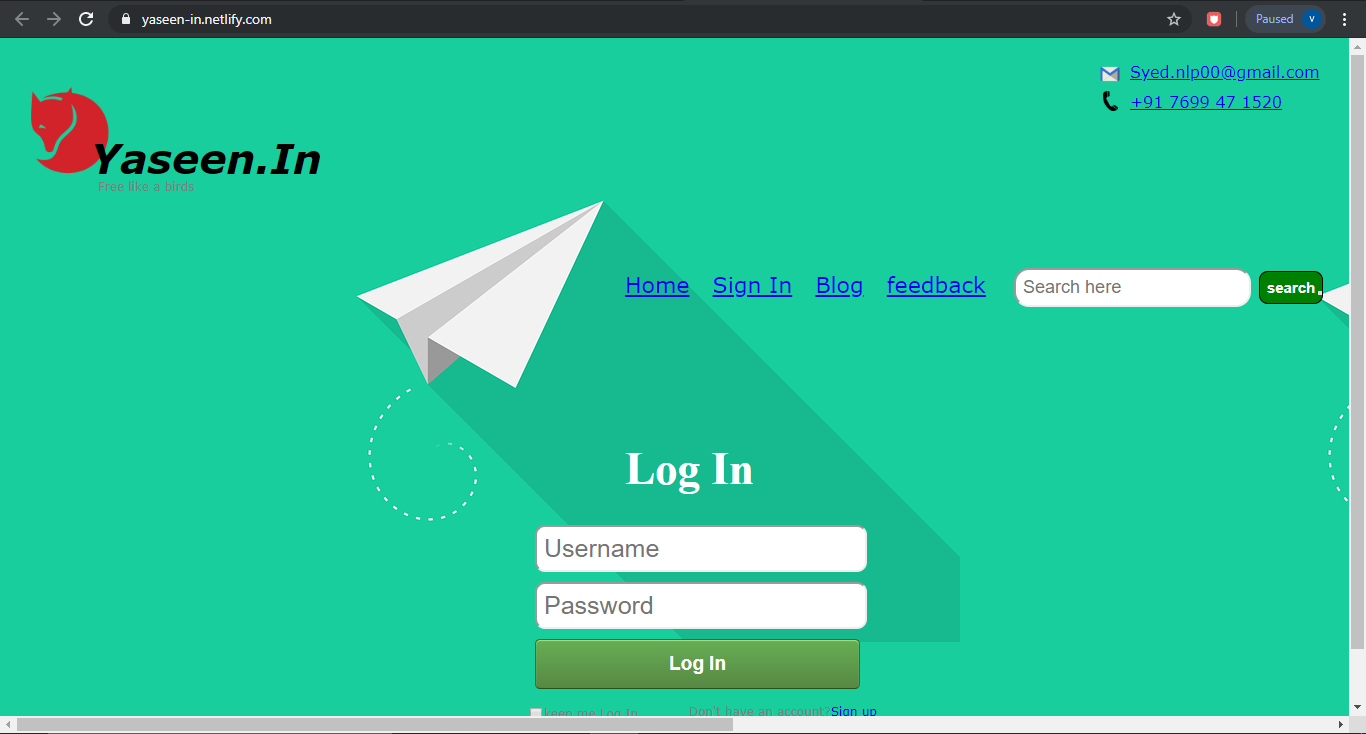 yaseen-in.netlify.com
Paused
v
Syed.nlp00@gmail.com
+91 7699 47 1520
Yaseen.In
Free like a birds
Home Sign In Blog feedback Search here search.
Log In
Username
Password
Log In
keep me Log In Don't have an account?Sign up